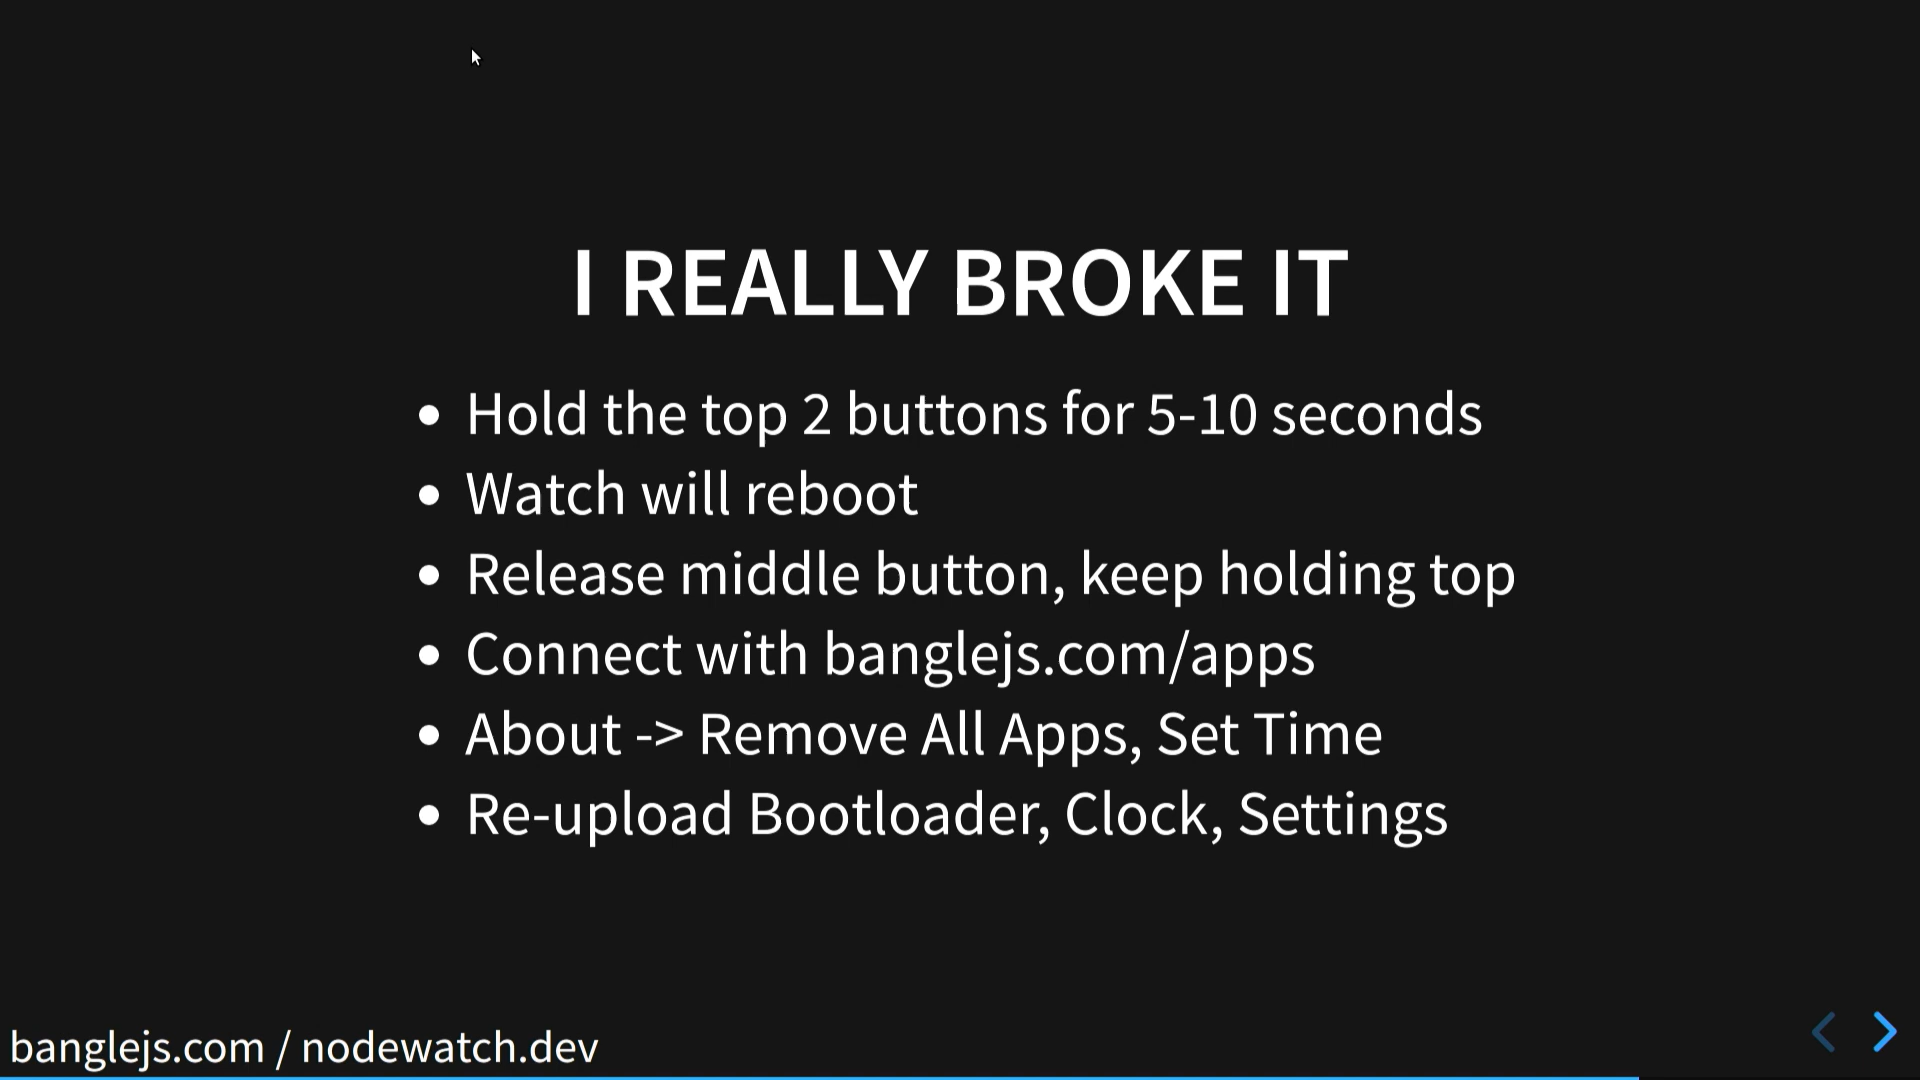 I REALLY BROKE IT
Hold the top 2 buttons for 5-10 seconds
Watch will reboot
Release middle button, keep holding top
Connect with banglejs.com/apps
About -> Remove All Apps, Set Time
Re-upload Bootloader, Clock, Settings
banglejs.com / nodewatch.dev